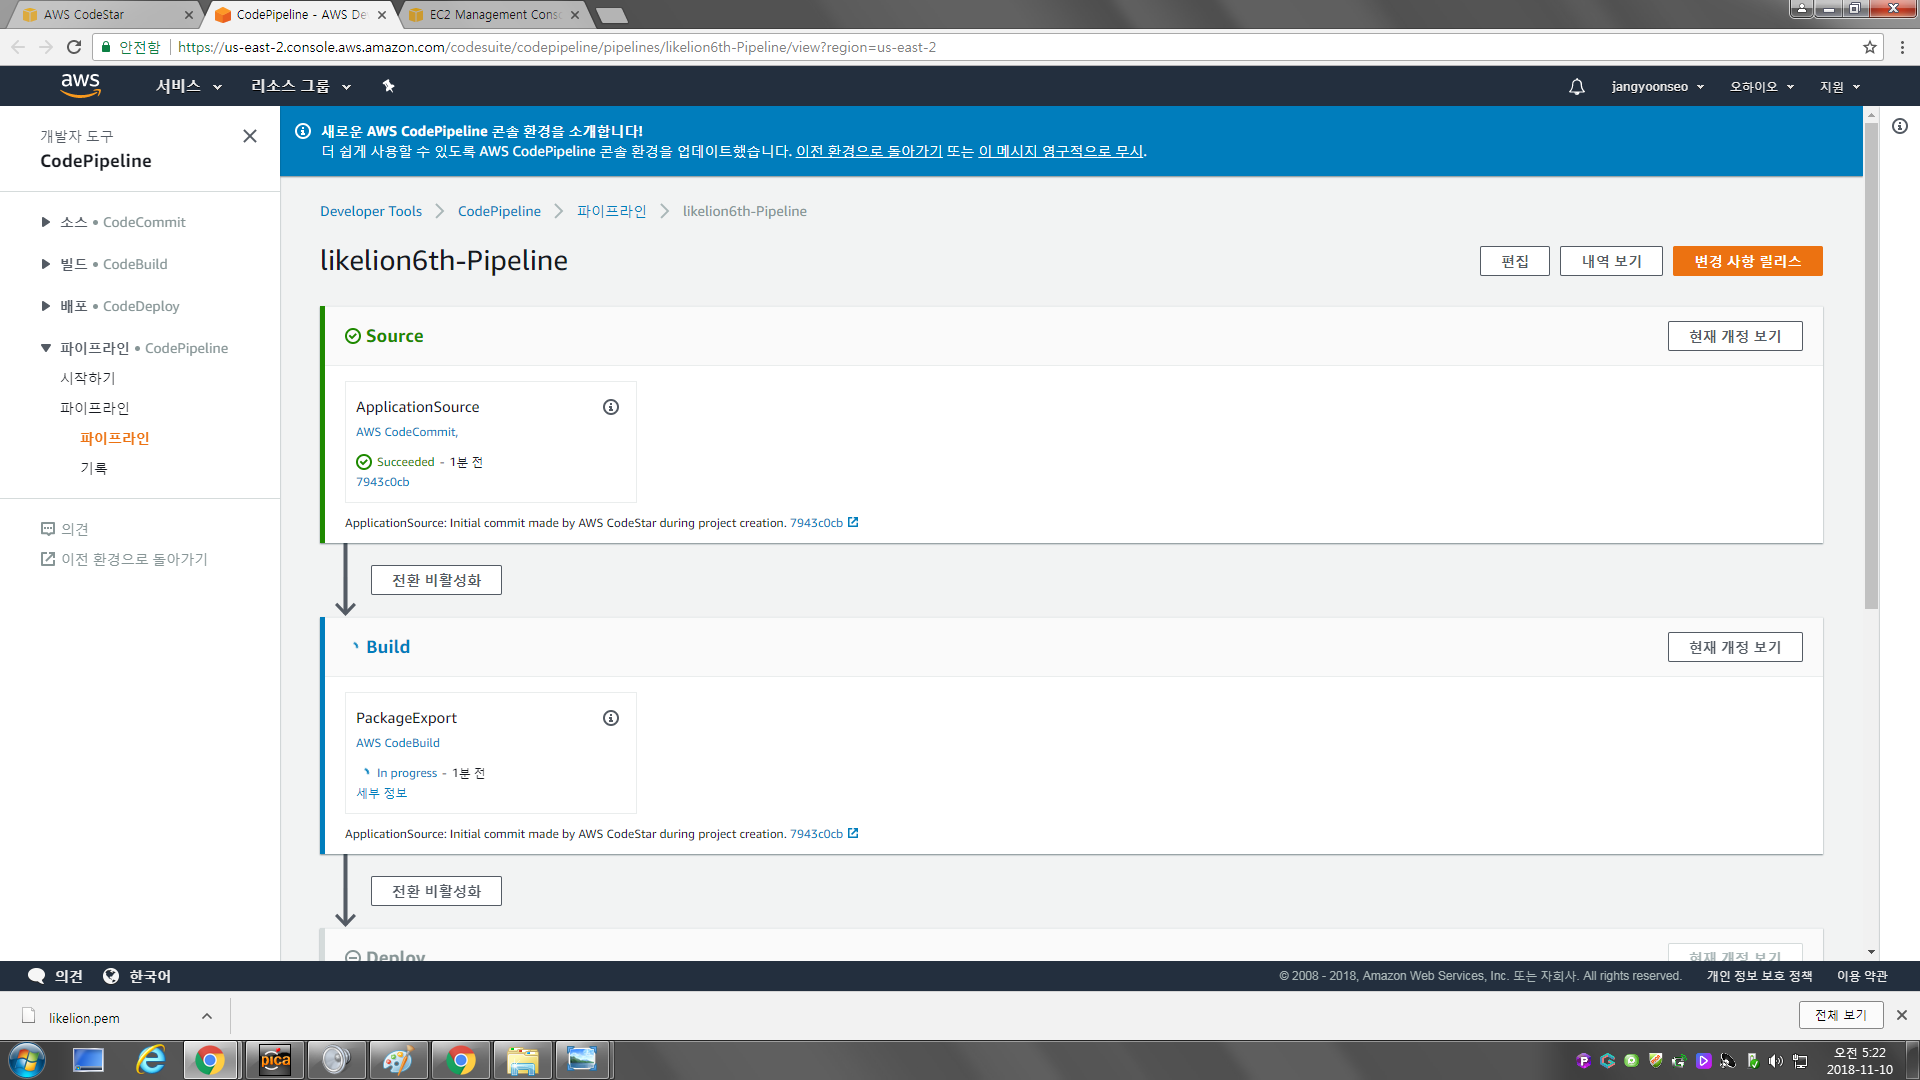 AWS CodeStar
CodePipeline - AWS De
EC2 Management Cons
안전함
https://us-east-2.console.aws.amazon.com/codesuite/codepipeline/pipelines/likelion6th-Pipeline/view?region=us-east-2
aws
서비스
리소스 그룹
jangyoonseo
오하이오
지원
개발자 도구
CodePipeline
소스 • CodeCommit
빌드 • CodeBuild
배포 • CodeDeploy
파이프라인 • CodePipeline
시작하기
파이프라인
파이프라인
기록
의견
이전 환경으로 돌아가기
새로운 AWS CodePipeline 콘솔 환경을 소개합니다!
더 쉽게 사용할 수 있도록 AWS CodePipeline 콘솔 환경을 업데이트했습니다. 이전 환경으로 돌아가기 또는 이 메시지 영구적으로 무시.
Developer Tools
CodePipeline
파이프라인
likelion6th-Pipeline
likelion6th-Pipeline
편집
내역 보기
변경 사항 릴리스
Source
현재 개정 보기
ApplicationSource
AWS CodeCommit,
Succeeded - 1분 전
7943c0cb
ApplicationSource: Initial commit made by AWS CodeStar during project creation. 7943c0cb
전환 비활성화
Build
현재 개정 보기
PackageExport
AWS CodeBuild
In progress - 1분 전
세부 정보
ApplicationSource: Initial commit made by AWS CodeStar during project creation. 7943c0cb
전환 비활성화
Deploy
현재 개정 보기
의견
한국어
© 2008 - 2018, Amazon Web Services, Inc. 또는 자회사. All rights reserved.
개인 정보 보호 정책
이용 약관
likelion.pem
전체 보기
pica
오전 5:22
2018-11-10